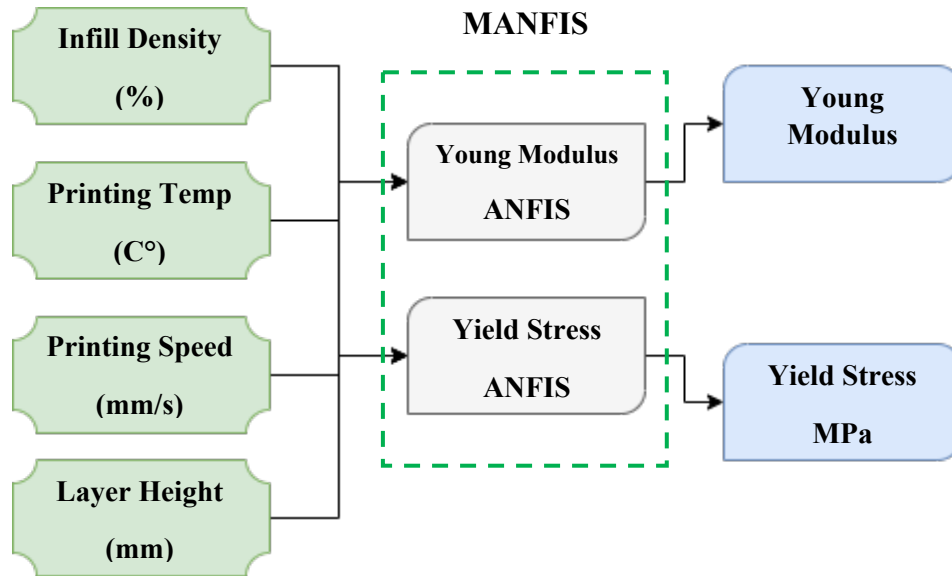 MANFIS
Infill Density
(%)
Printing Temp
(C°)
Printing Speed
(mm/s)
Layer Height
(mm)
Young Modulus
ANFIS
Yield Stress
ANFIS
Young
Modulus
Yield Stress
MPa